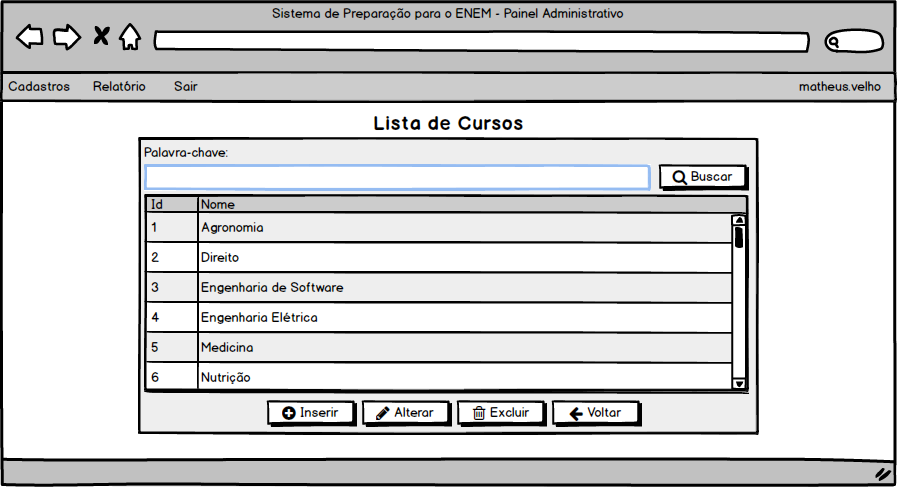 Sistema de Preparação para o ENEM - Painel Administrativo
Cadastros Relatório Sair matheus.velho
Lista de Cursos
Palavra-chave:
Buscar
Id Nome
1 Agronomia
2 Direito
3 Engenharia de Software
4 Engenharia Elétrica
5 Medicina
6 Nutrição
Inserir Alterar Excluir Voltar